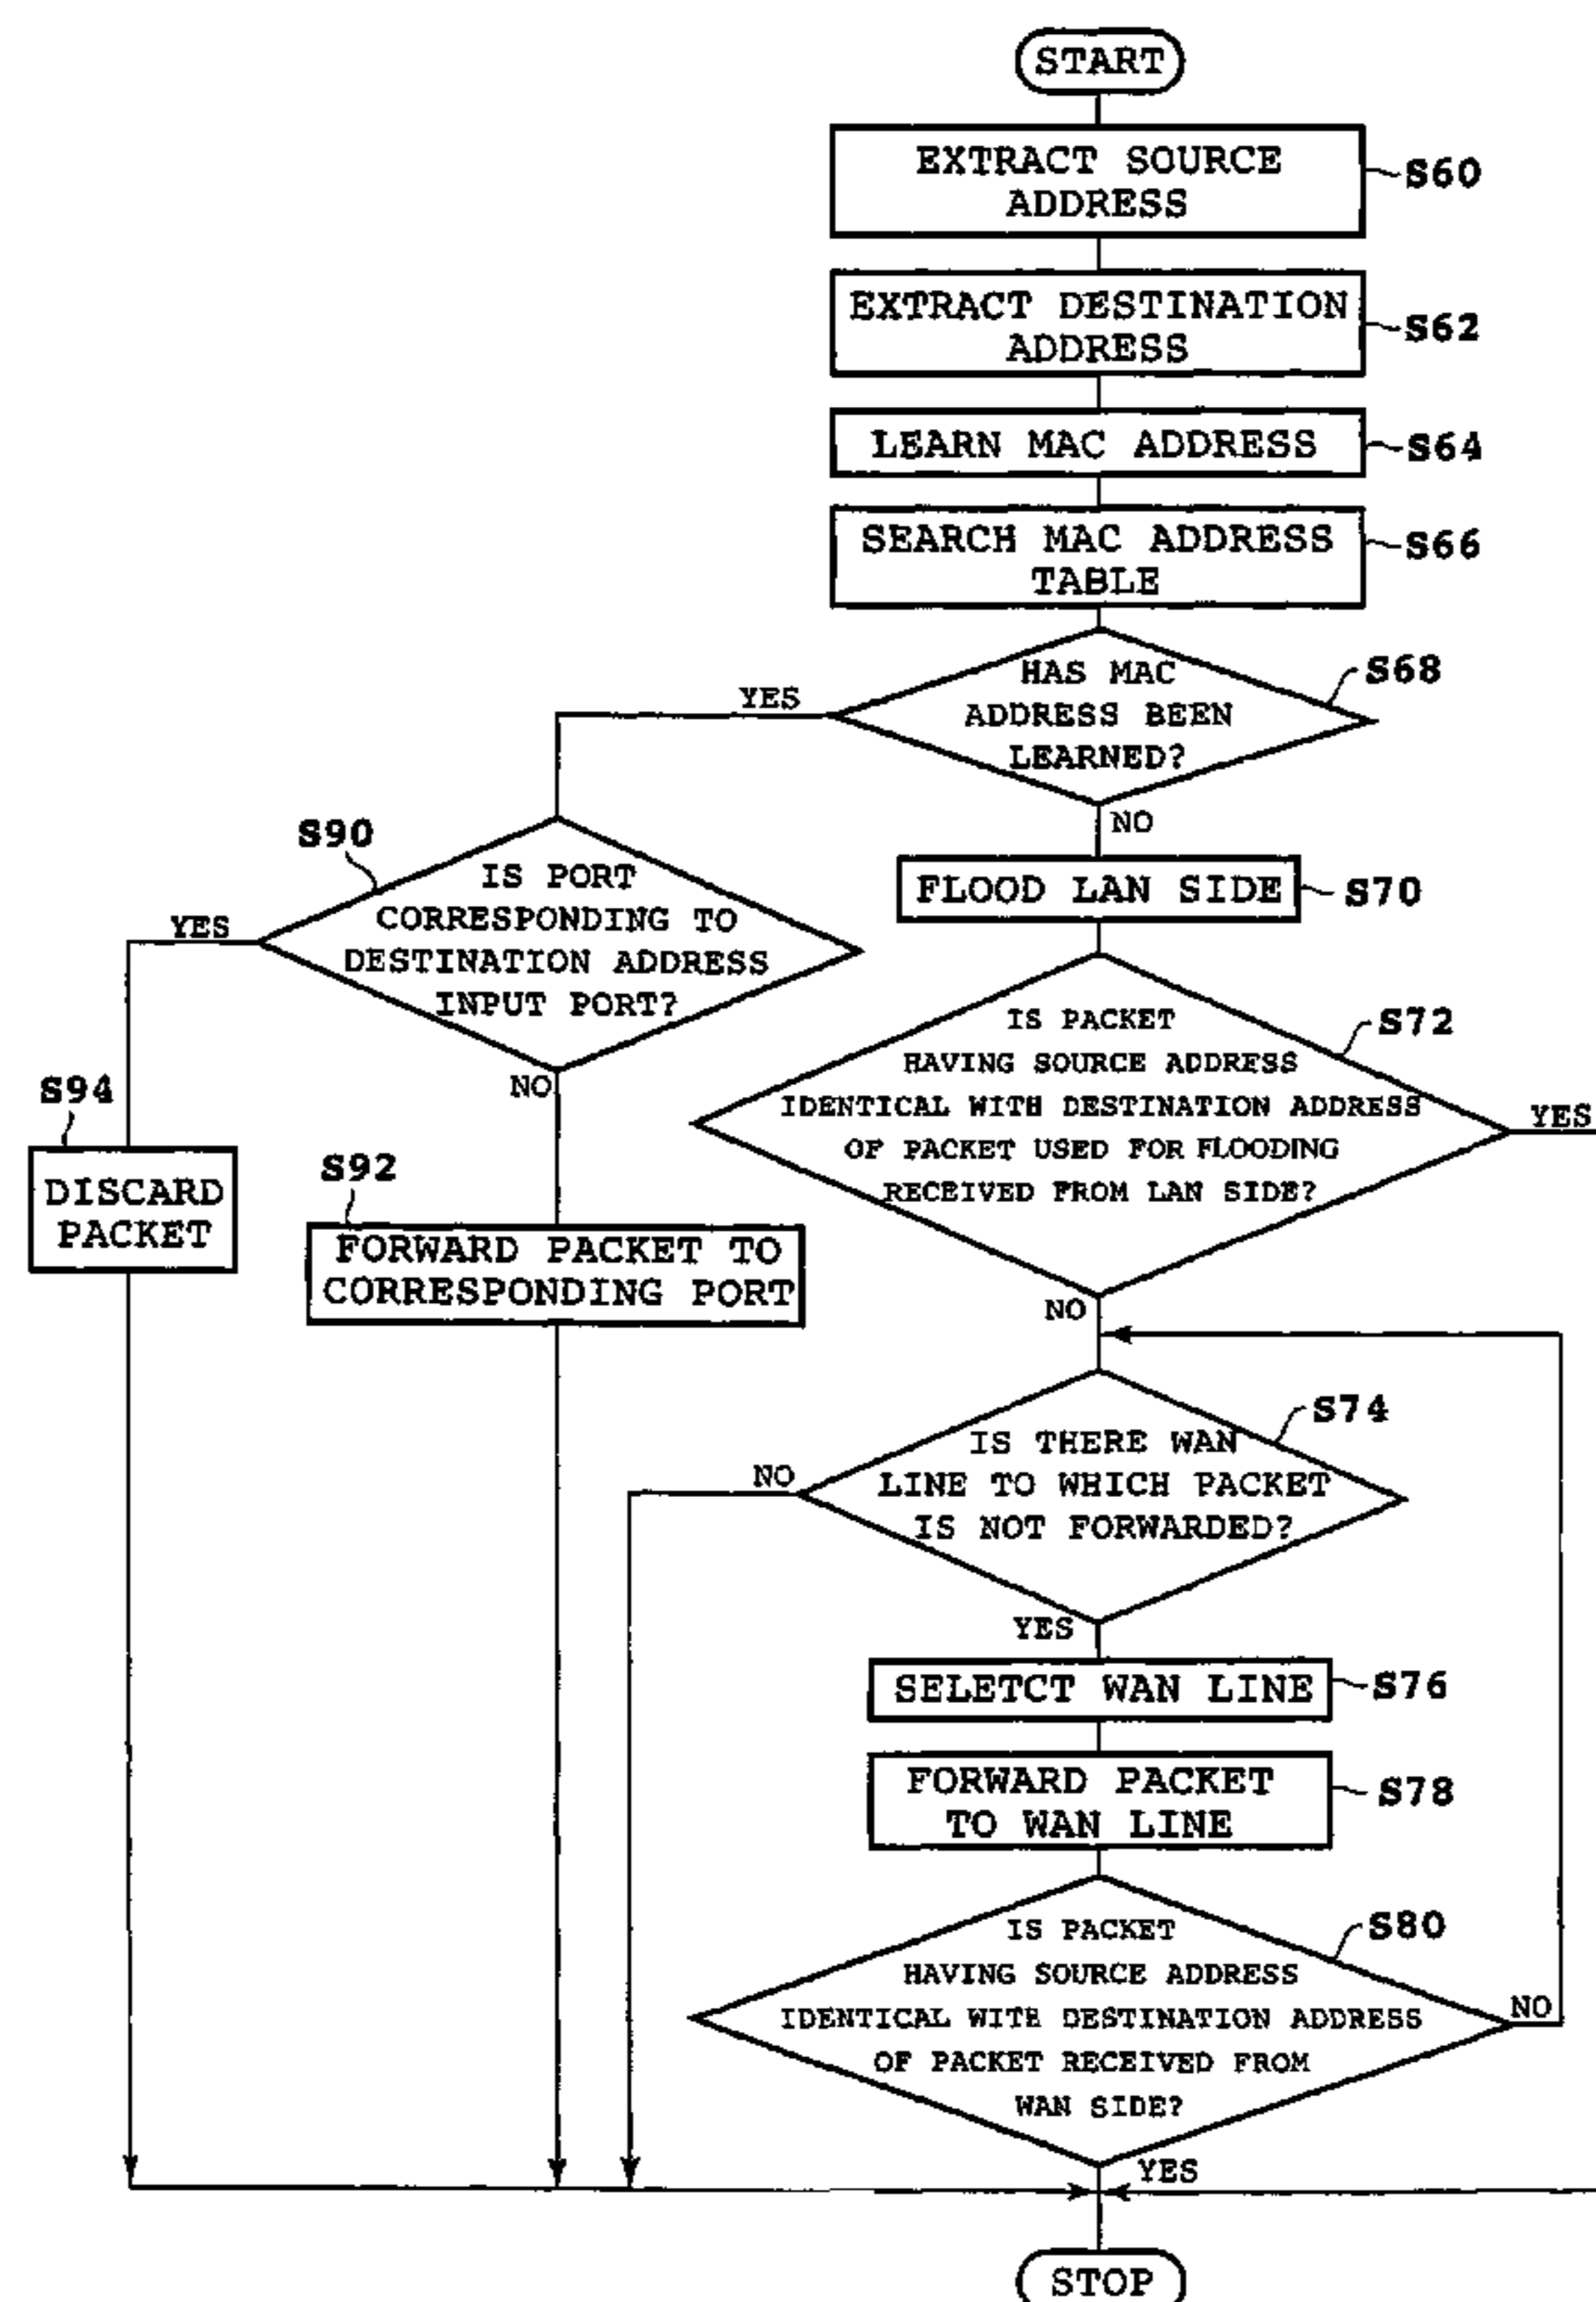 START
EXTRACT SOURCE
ADDRESS
S60
EXTRACT DESTINATION
ADDRESS
S62
LEARN MAC ADDRESS
S64
SEARCH MAC ADDRESS
TABLE
S66
HAS MAC
ADDRESS BEEN
LEARNED?
S68
YES
NO
S90
IS PORT
CORRESPONDING TO
DESTINATION ADDRESS
INPUT PORT?
YES
NO
S94
DISCARD
PACKET
S92
FORWARD PACKET TO
CORRESPONDING PORT
FLOOD LAN SIDE
S70
IS PACKET
HAVING SOURCE ADDRESS
IDENTICAL WITH DESTINATION ADDRESS
OF PACKET USED FOR FLOODING
RECEIVED FROM LAN SIDE?
S72
YES
NO
IS THERE WAN
LINE TO WHICH PACKET
IS NOT FORWARDED?
S74
NO
YES
SELETCT WAN LINE
S76
FORWARD PACKET
TO WAN LINE
S78
IS PACKET
HAVING SOURCE ADDRESS
IDENTICAL WITH DESTINATION ADDRESS
OF PACKET RECEIVED FROM
WAN SIDE?
S80
NO
YES
STOP